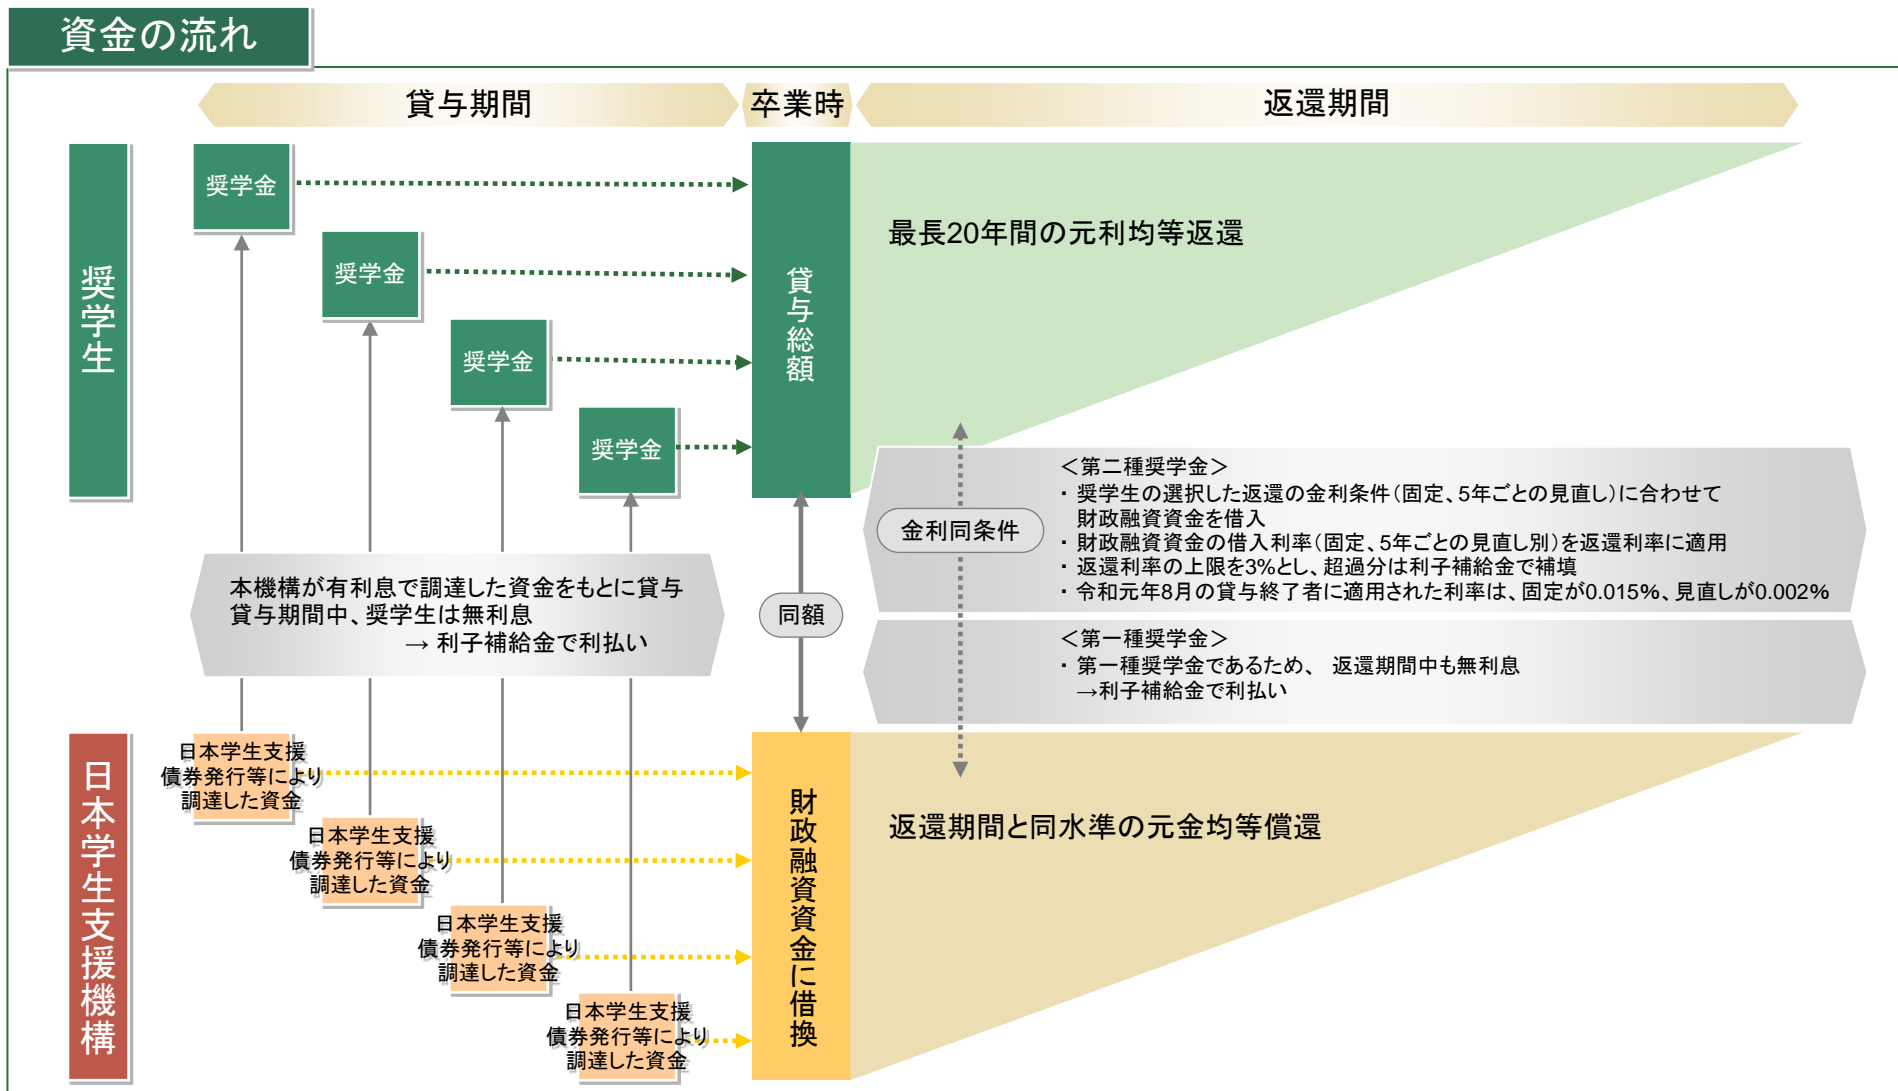 資金の流れ
貸与期間
卒業時
返還期間
奨学生
奨学金
奨学金
奨学金
奨学金
貸与総額
最長20年間の元利均等返還
＜第二種奨学金＞
・ 奨学生の選択した返還の金利条件（固定、5年ごとの見直し）に合わせて
財政融資資金を借入
・ 財政融資資金の借入利率（固定、5年ごとの見直し別）を返還利率に適用
・ 返還利率の上限を3%とし、超過分は利子補給金で補填
・ 令和元年8月の貸与終了者に適用された利率は、固定が0.015%、見直しが0.002%
金利同条件
本機構が有利息で調達した資金をもとに貸与
貸与期間中、奨学生は無利息
→ 利子補給金で利払い
同額
＜第一種奨学金＞
・ 第一種奨学金であるため、 返還期間中も無利息
→利子補給金で利払い
日本学生支援機構
日本学生支援
債券発行等により
調達した資金
日本学生支援
債券発行等により
調達した資金
日本学生支援
債券発行等により
調達した資金
日本学生支援
債券発行等により
調達した資金
財政融資資金に借換
返還期間と同水準の元金均等償還